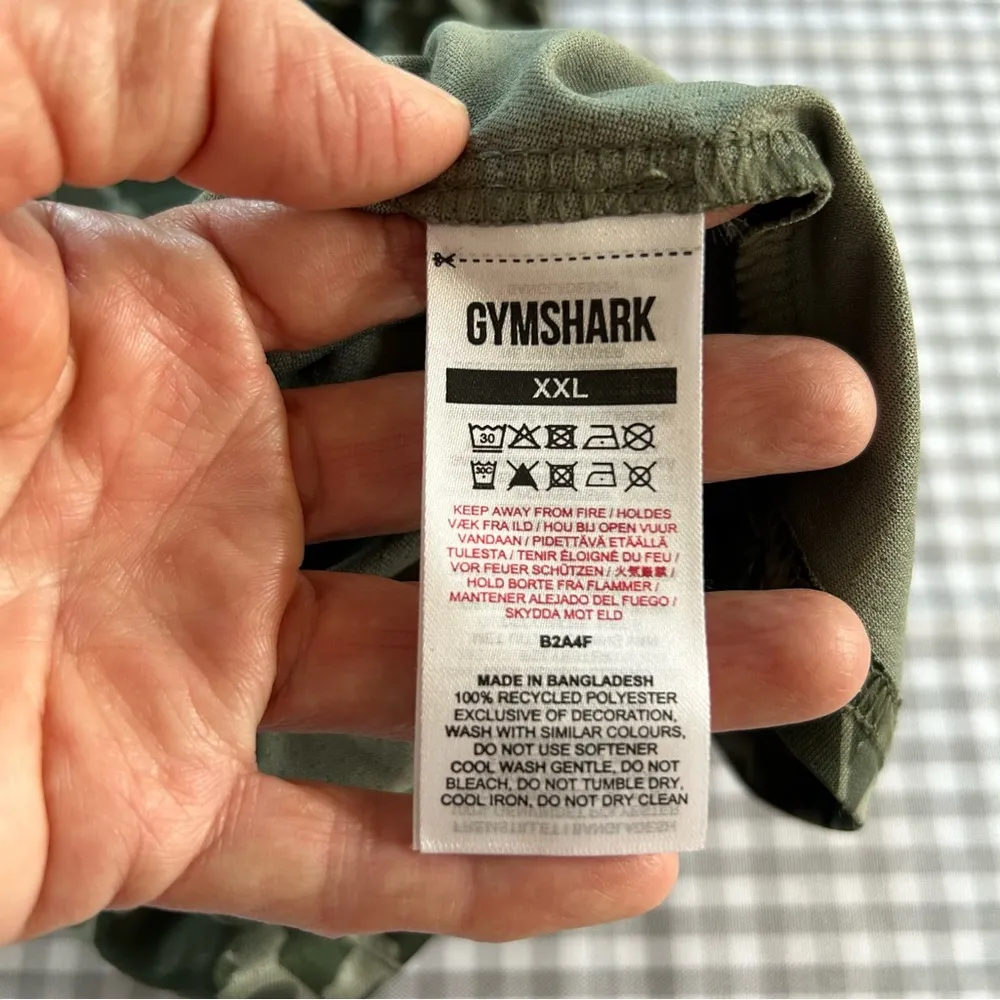 GYMSHARK
XXL
30
30C
KEEP AWAY FROM FIRE / HOLDES
VÆK FRA ILD / HOU BIJ OPEN VUUR
VANDAAN / PIDETTÄVÄ ETÄÄLLÄ
TULESTA / TENIR ÉLOIGNÉ DU FEU /
VOR FEUER SCHÜTZEN / 火気厳禁 /
HOLD BORTE FRA FLAMMER /
MANTENER ALEJADO DEL FUEGO /
SKYDDA MOT ELD
B2A4F
MADE IN BANGLADESH
100% RECYCLED POLYESTER
EXCLUSIVE OF DECORATION,
WASH WITH SIMILAR COLOURS,
DO NOT USE SOFTENER
COOL WASH GENTLE, DO NOT
BLEACH, DO NOT TUMBLE DRY,
COOL IRON, DO NOT DRY CLEAN